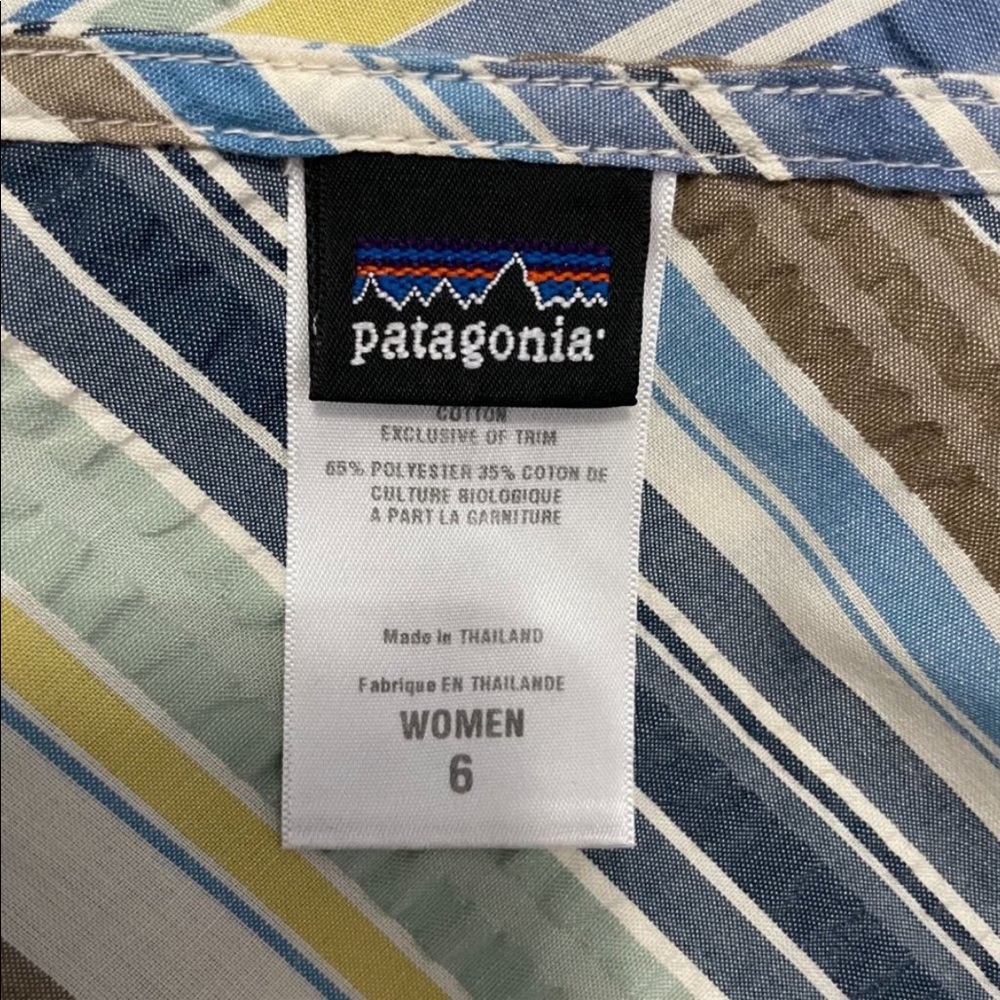 patagonia
COTTON
EXCLUSIVE OF TRIM
65% POLYESTER 35% COTON DE
CULTURE BIOLOGIQUE
A PART LA GARNITURE
Made in THAILAND
Fabrique EN THAILANDE
WOMEN
6